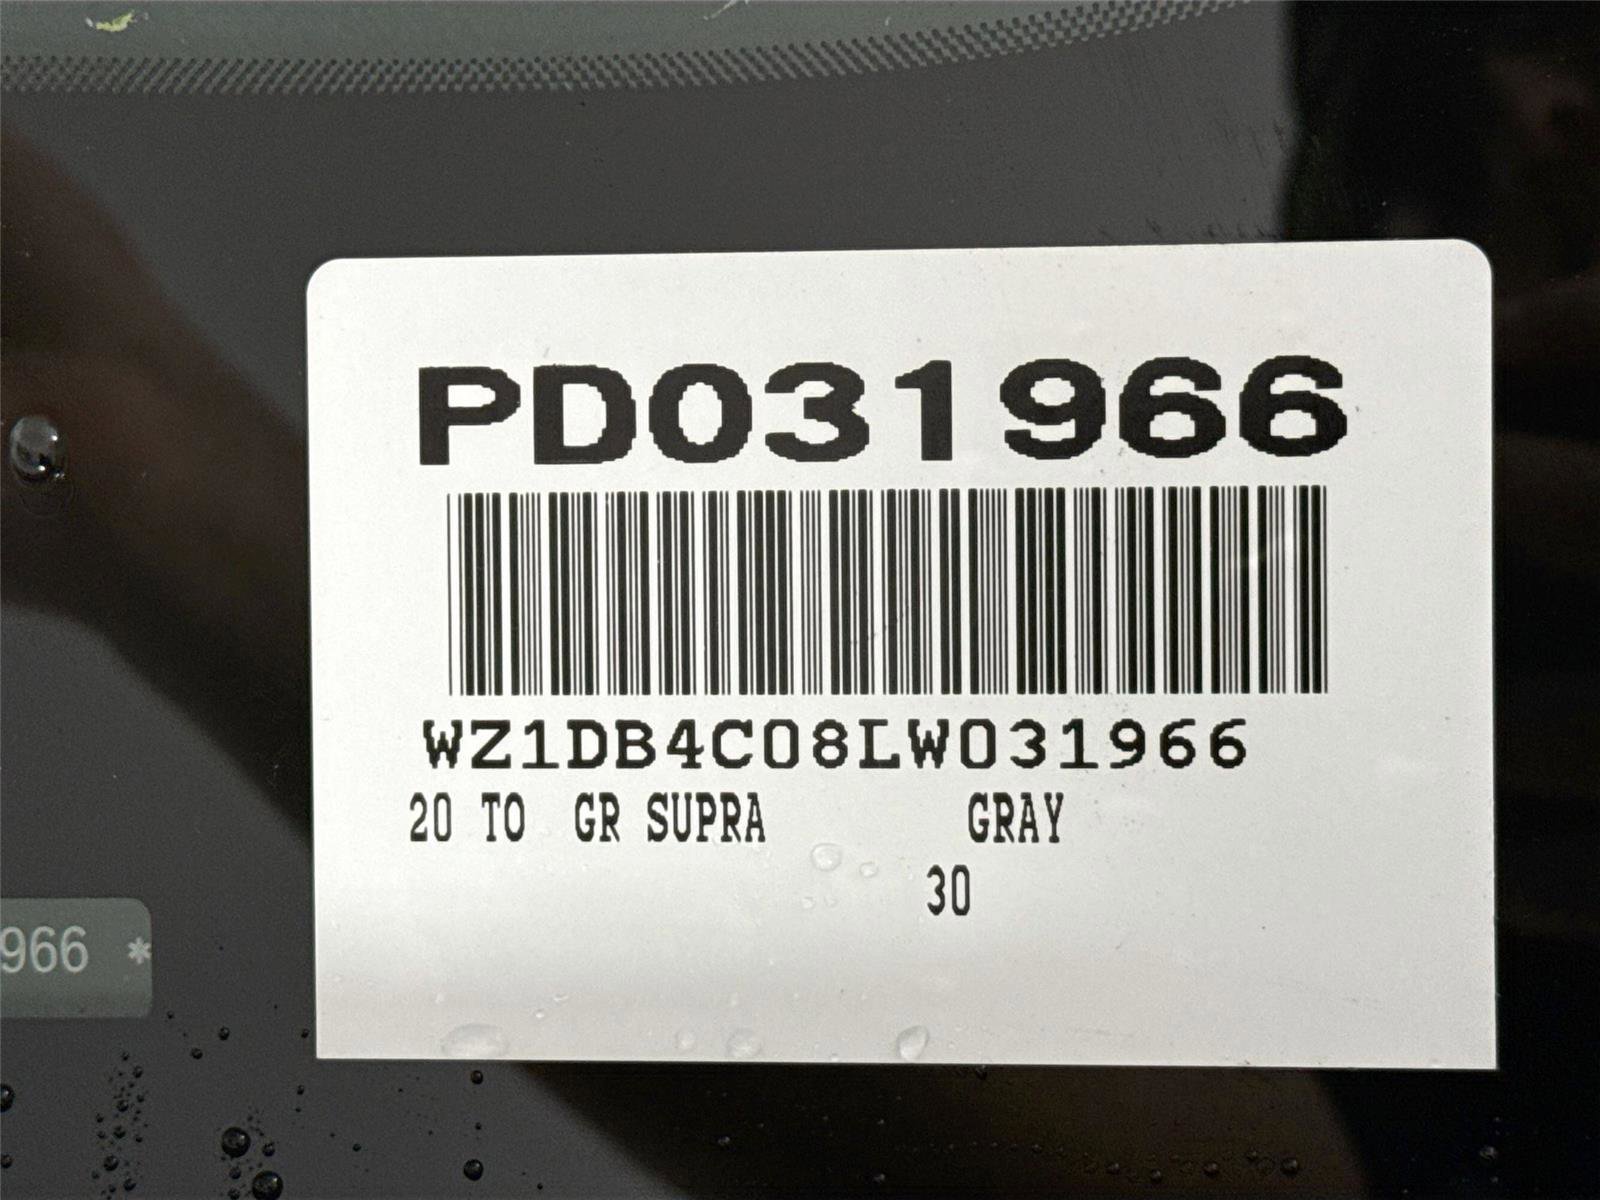 PD031966
WZ1DB4C08LW031966
20 TO GR SUPRA GRAY
30
966 *